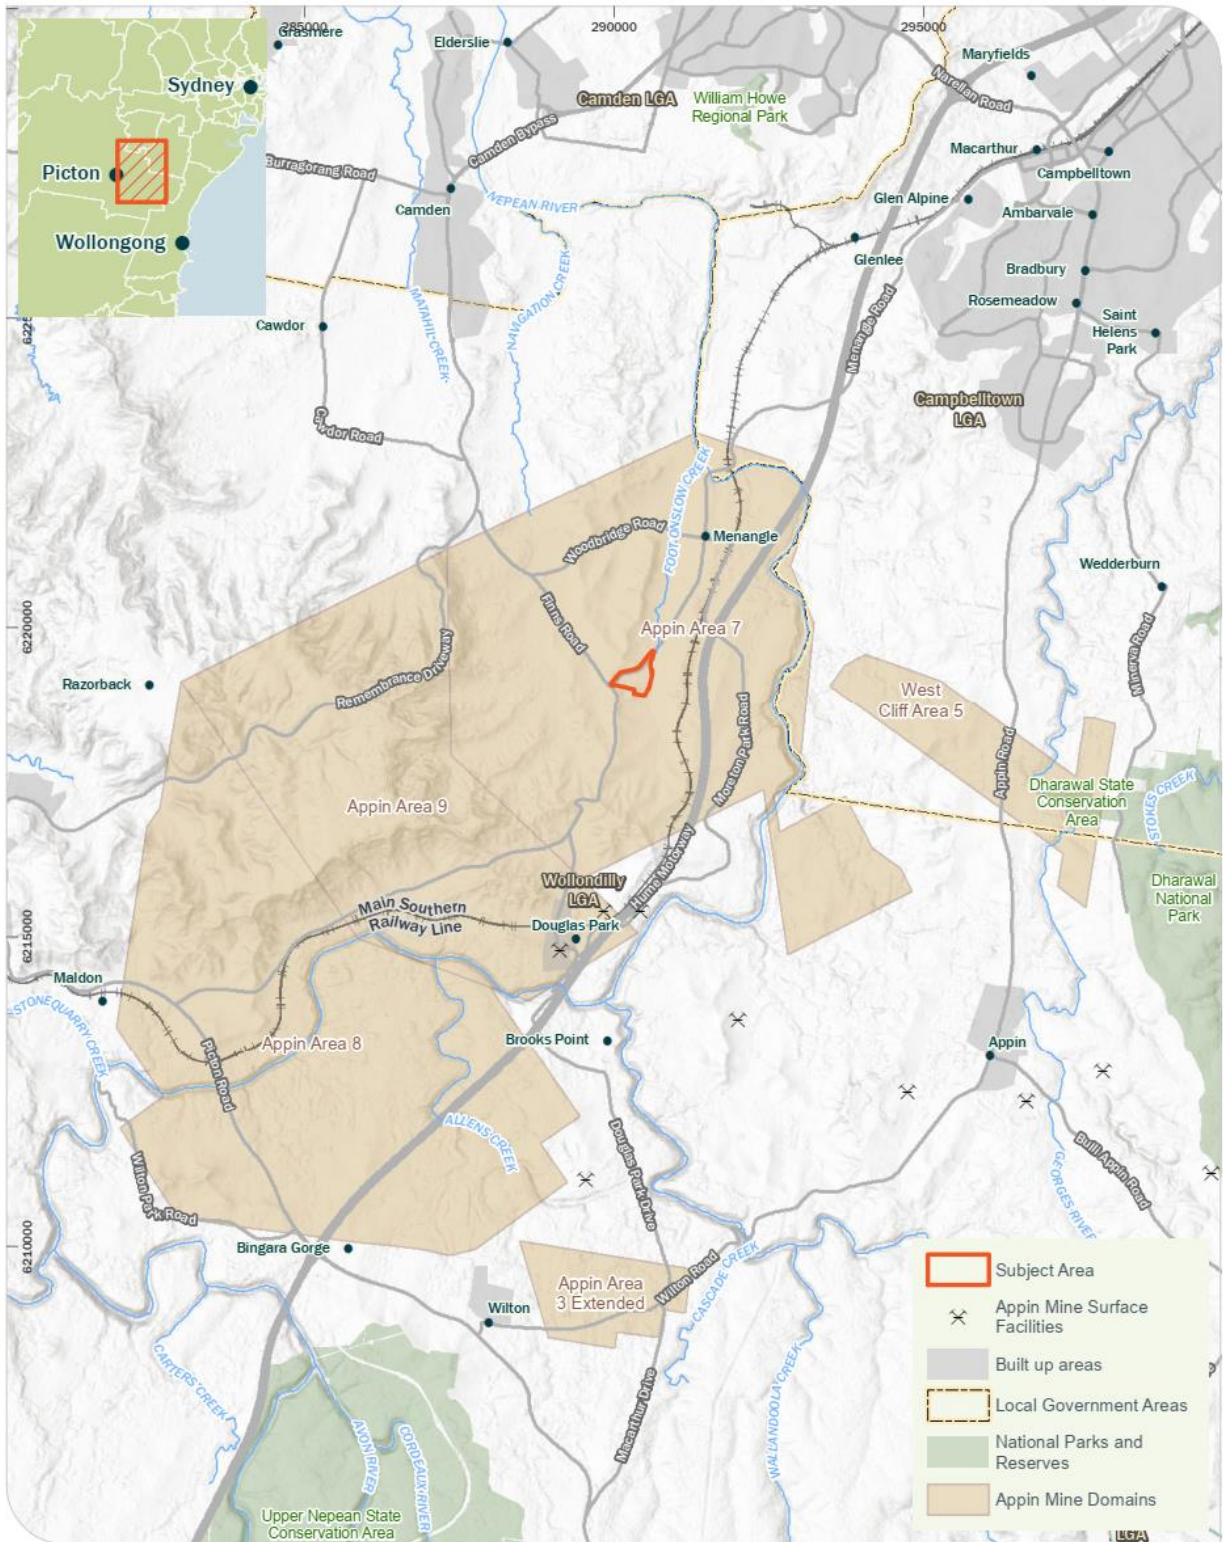 285000
290000
295000
Grasmere
Elderslie
Maryfields
Sydney
Camden LGA
William Howe
Regional Park
Narellan Road
Camden Bypass
Burragorang Road
Macarthur
Campbelltown
Picton
Camden
NEPEAN RIVER
Glen Alpine
Ambarvale
Wollongong
Glenlee
Bradbury
MATAHIL CREEK
NAVIGATION CREEK
Menangle Road
Rosemeadow
Saint
Helens
Park
Cawdor
Campbelltown
LGA
Cawdor Road
FOOT ONSLOW CREEK
Woodbridge Road
Menangle
Wedderburn
Finns Road
6220000
Appin Area 7
Minerva Road
Remembrance Driveway
Razorback
West
Cliff Area 5
Moreton Park Road
Appin Road
Appin Area 9
Dharawal State
Conservation
Area
STOKES CREEK
Hume Motorway
Wollondilly
LGA
Dharawal
National
Park
Main Southern
Railway Line
Douglas Park
6215000
Maldon
STONEQUARRY CREEK
Picton Road
Appin Area 8
Brooks Point
Appin
ALLENS CREEK
Douglas Park Drive
Bulli Appin Road
Wilton Park Road
GEORGES RIVER
6210000
Bingara Gorge
Appin Area
3 Extended
Wilton Road
CASCADE CREEK
Wilton
CARTERS CREEK
AVON RIVER
CORDEAUX RIVER
Macarthur Drive
WALLANDOOLA CREEK
Upper Nepean State
Conservation Area
Subject Area
Appin Mine Surface
Facilities
Built up areas
Local Government Areas
National Parks and
Reserves
Appin Mine Domains
LGA